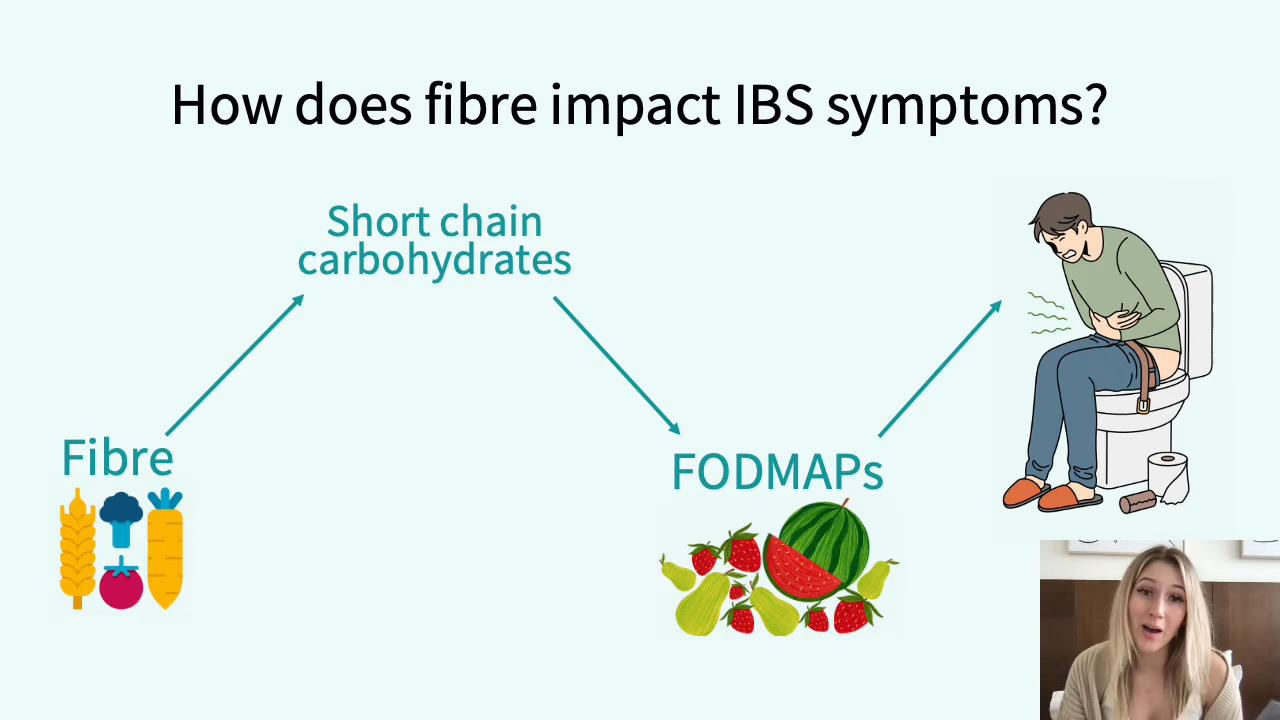 How does fibre impact IBS symptoms?
Short chain
carbohydrates
Fibre
FODMAPs